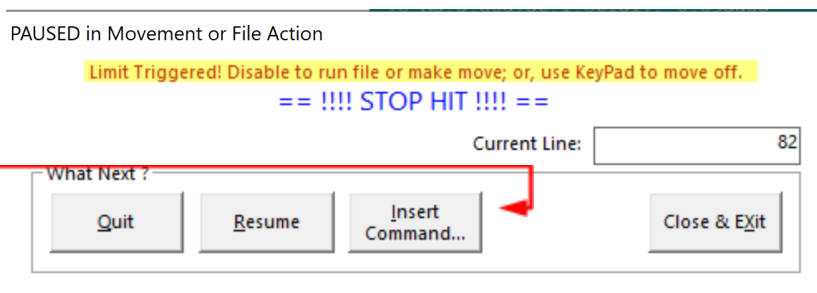 PAUSED in Movement or File Action
Limit Triggered! Disable to run file or make move; or, use KeyPad to move off.
== !!!! STOP HIT !!!! ==
Current Line: 82
What Next ?
Quit
Resume
Insert
Command...
Close & EXit